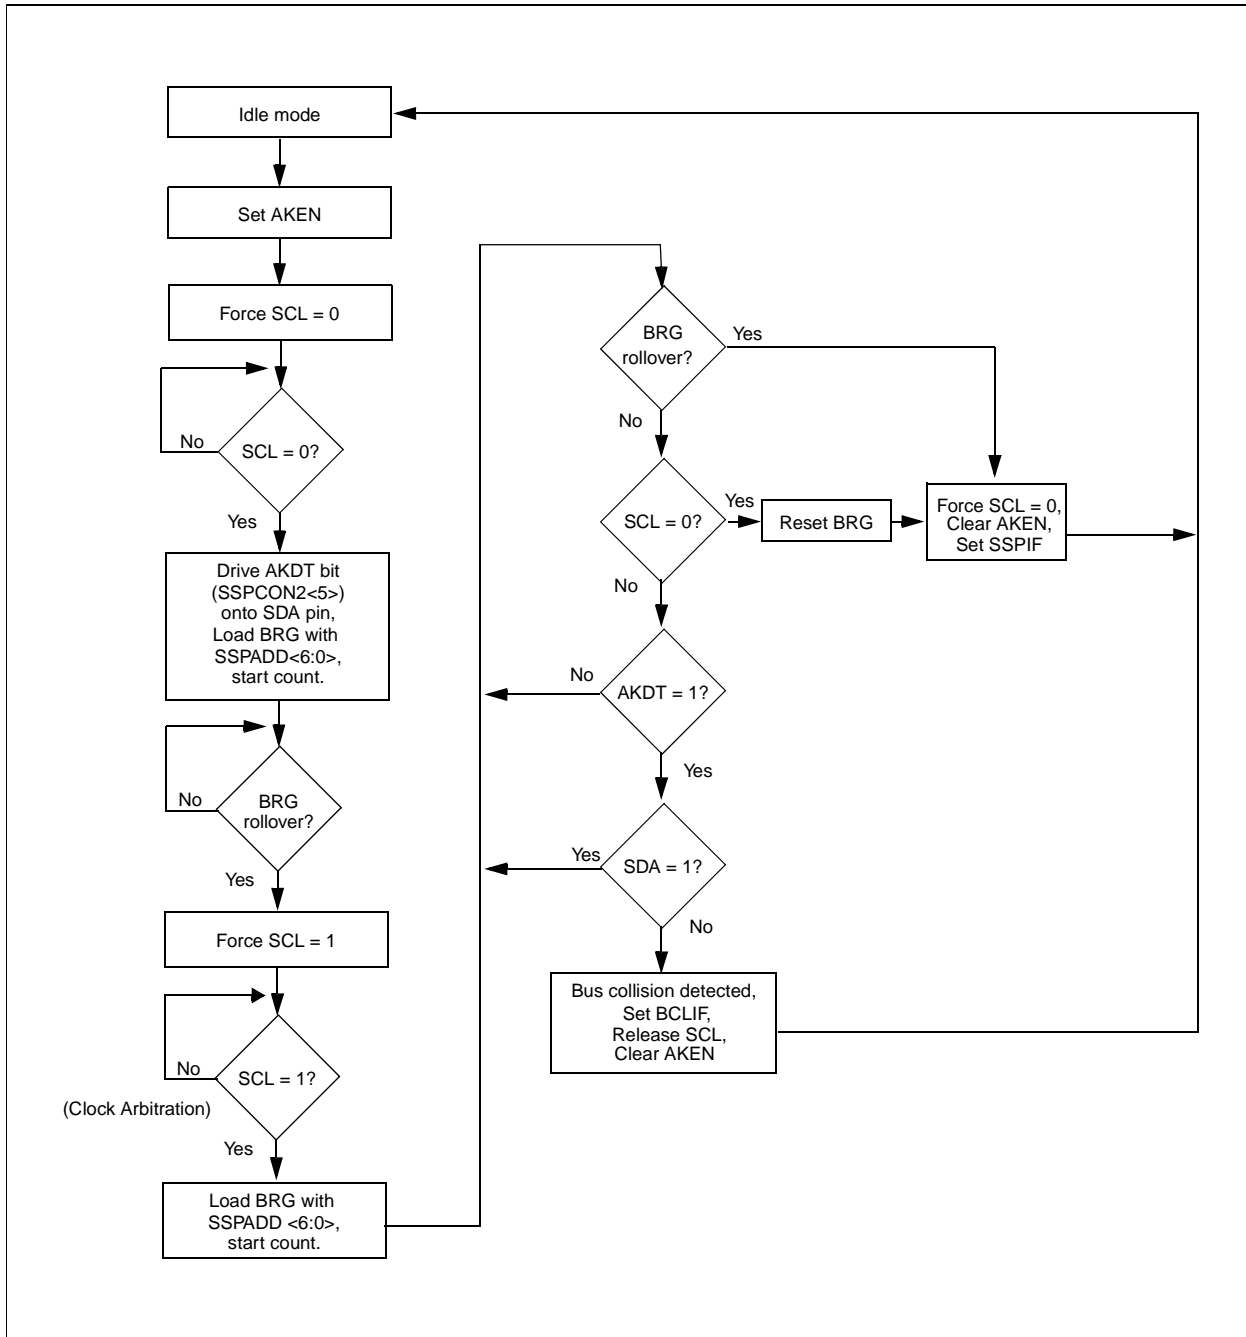 Idle mode
Set AKEN
Force SCL = 0
No
SCL = 0?
Yes
Drive AKDT bit
(SSPCON2<5>)
onto SDA pin,
Load BRG with
SSPADD<6:0>,
start count.
No
BRG
rollover?
Yes
Force SCL = 1
No
SCL = 1?
(Clock Arbitration)
Yes
Load BRG with
SSPADD <6:0>,
start count.
BRG
rollover?
Yes
No
SCL = 0?
Yes
Reset BRG
Force SCL = 0,
Clear AKEN,
Set SSPIF
No
AKDT = 1?
No
Yes
SDA = 1?
Yes
No
Bus collision detected,
Set BCLIF,
Release SCL,
Clear AKEN